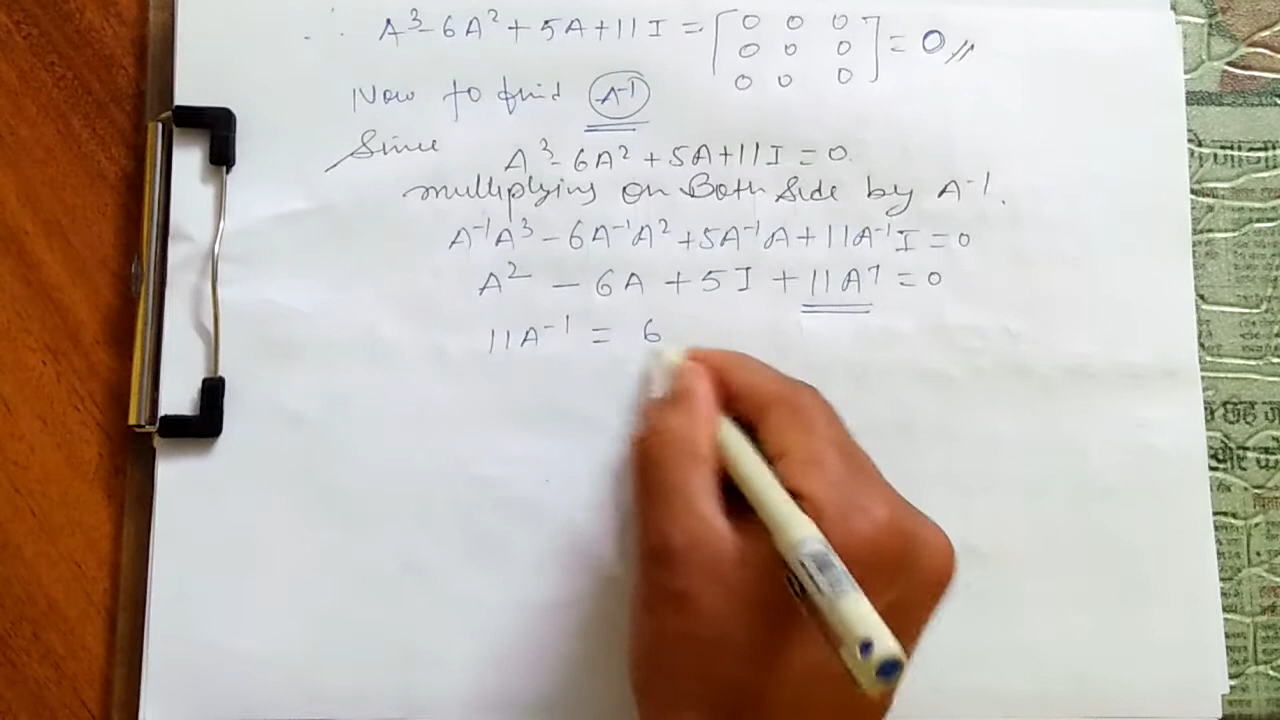 ∴ A³-6A²+5A+11I = [0 0 0
0 0 0
0 0 0] = 0 //
Now to find A-1
Since A³-6A²+5A+11I = 0.
multiplying on Both Side by A-1.
A-1A³-6A-1A²+5A-1A+11A-1I = 0
A² - 6A + 5I + 11A-1 = 0
11A-1 = 6